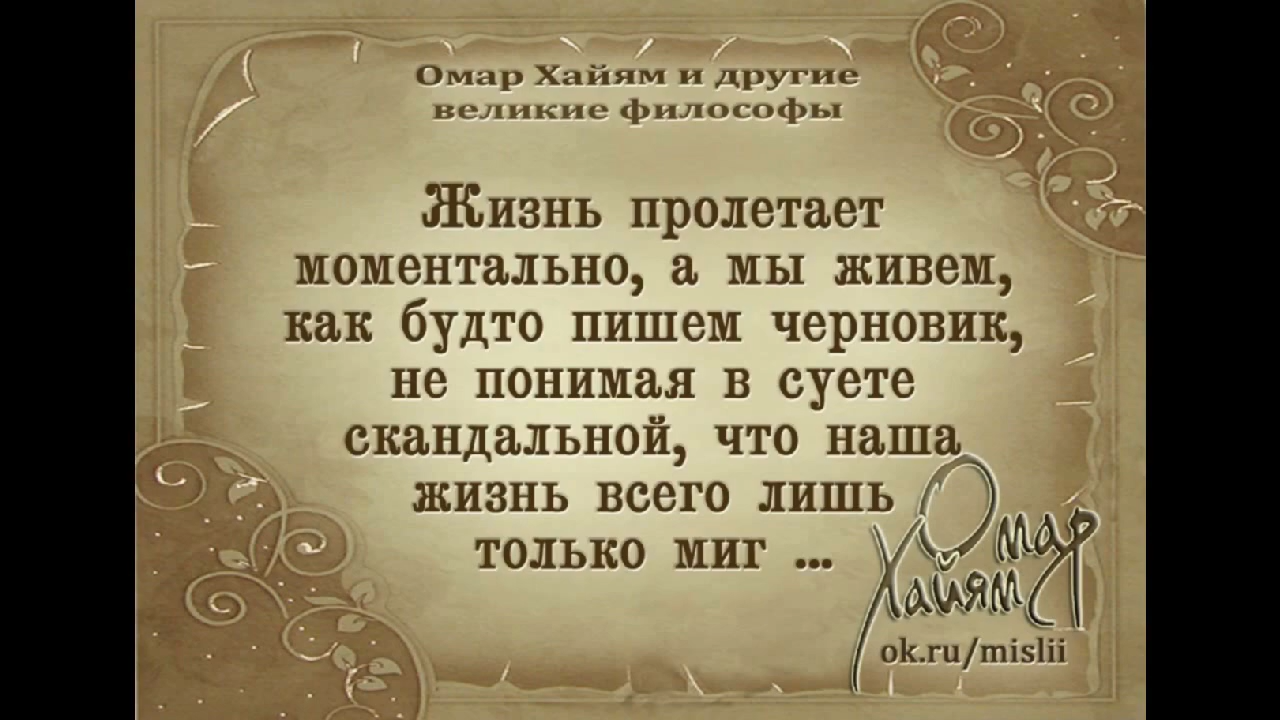 Омар Хайям и другие
великие философы
Жизнь пролетает
моментально, а мы живем,
как будто пишем черновик,
не понимая в суете
скандальной, что наша
жизнь всего лишь
только миг ...
Омар
Хайям
ok.ru/mislii